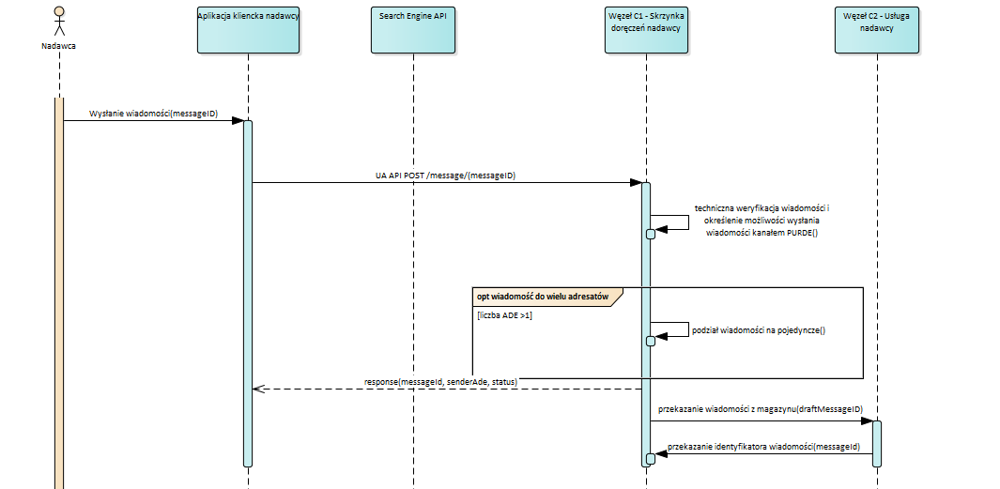 Nadawca
Aplikacja kliencka nadawcy
Search Engine API
Węzeł C1 - Skrzynka
doręczeń nadawcy
Węzeł C2 - Usługa
nadawcy
Wysłanie wiadomości(messageID)
UA API POST /message/(messageID)
techniczna weryfikacja wiadomości i
określenie możliwości wysłania
wiadomości kanałem PURDE()
opt wiadomość do wielu adresatów
[liczba ADE >1]
podział wiadomości na pojedyncze()
response(messageId, senderAde, status)
przekazanie wiadomości z magazynu(draftMessageID)
przekazanie identyfikatora wiadomości(messageId)